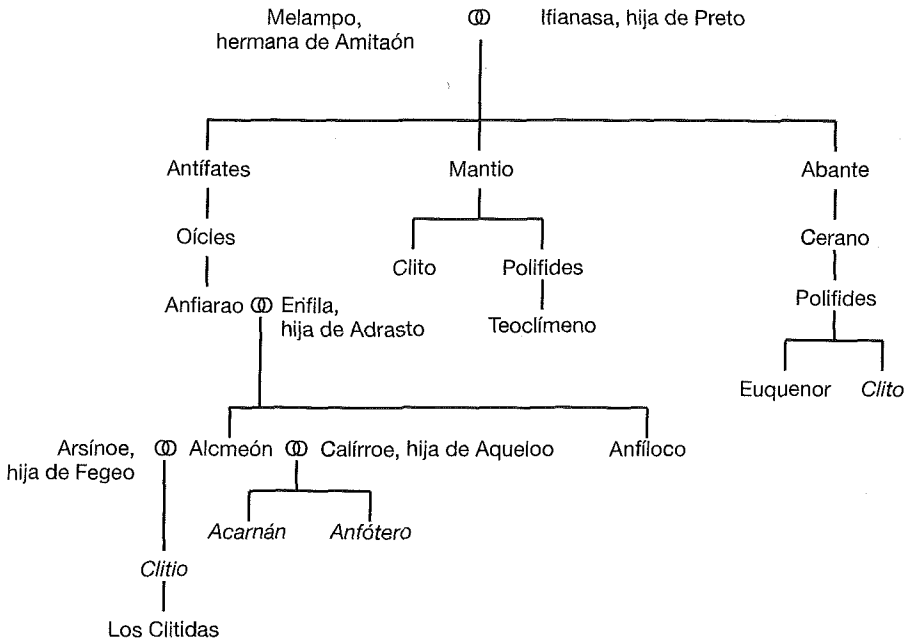 Melampo,
hermana de Amitaón
Ifianasa, hija de Preto
Antífates
Mantio
Abante
Oícles
Cerano
Clito
Polifides
Polifides
Anfiarao
Erifila,
hija de Adrasto
Teoclímeno
Euquenor
Clito
Arsínoe,
hija de Fegeo
Alcmeón
Calírroe, hija de Aqueloo
Anfíloco
Acarnán
Anfótero
Clitio
Los Clitidas